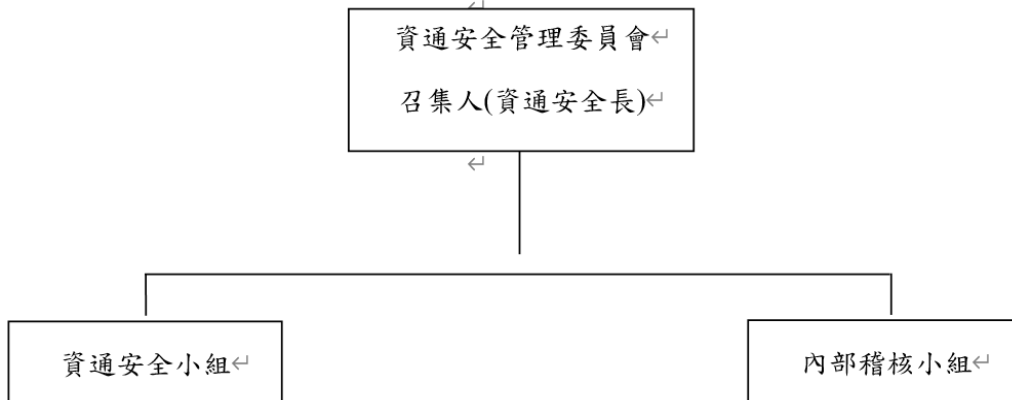 資通安全管理委員會
召集人(資通安全長)
資通安全小組
內部稽核小組